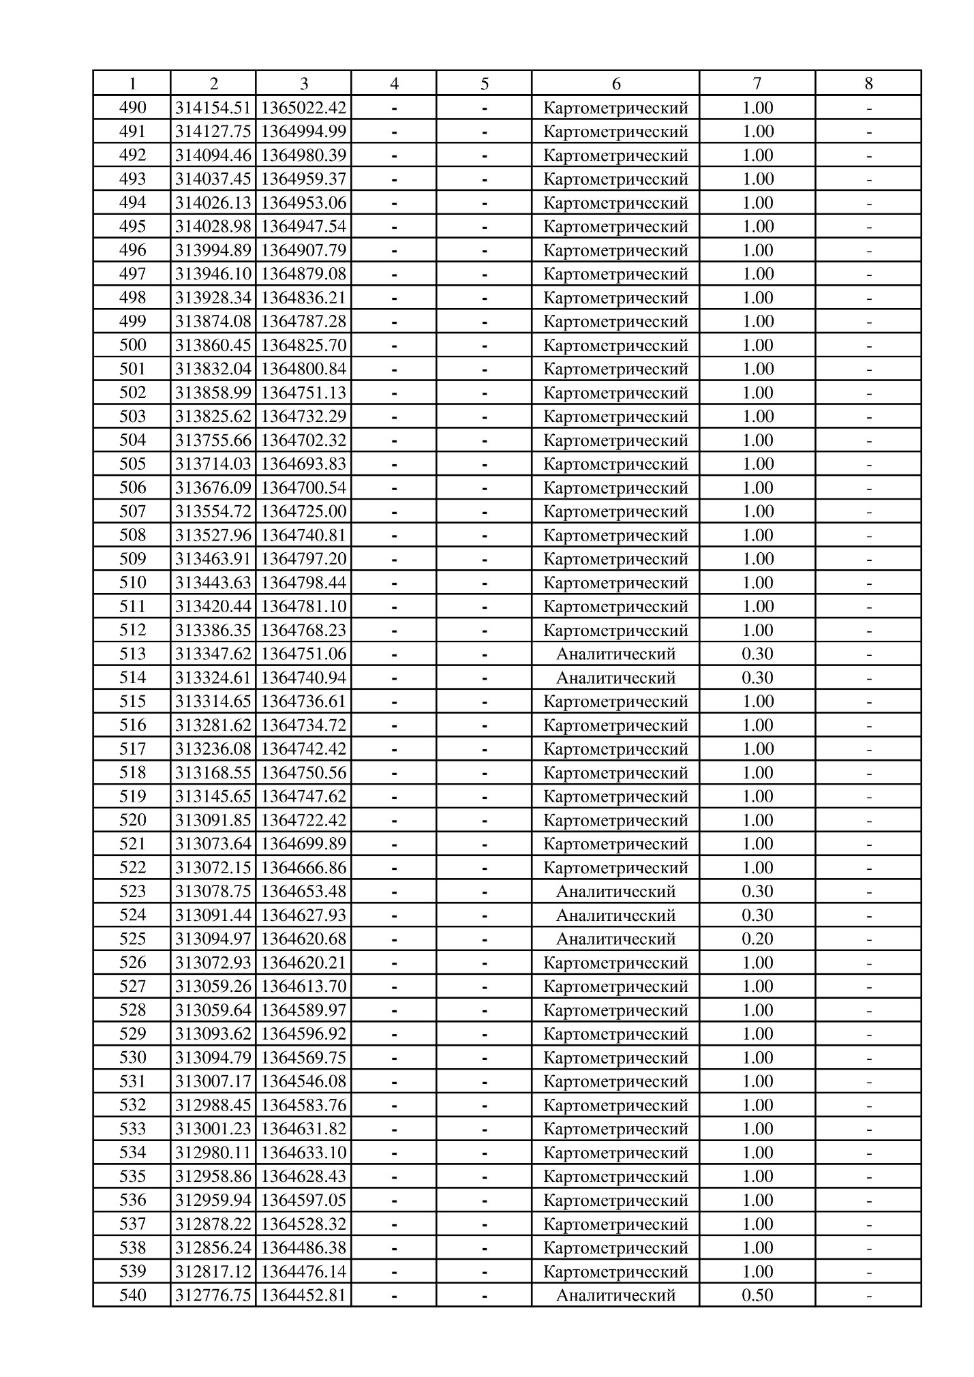 1 2 3 4 5 6 7 8
490 314154.51 1365022.42 - - Картометрический 1.00 -
491 314127.75 1364994.99 - - Картометрический 1.00 -
492 314094.46 1364980.39 - - Картометрический 1.00 -
493 314037.45 1364959.37 - - Картометрический 1.00 -
494 314026.13 1364953.06 - - Картометрический 1.00 -
495 314028.98 1364947.54 - - Картометрический 1.00 -
496 313994.89 1364907.79 - - Картометрический 1.00 -
497 313946.10 1364879.08 - - Картометрический 1.00 -
498 313928.34 1364836.21 - - Картометрический 1.00 -
499 313874.08 1364787.28 - - Картометрический 1.00 -
500 313860.45 1364825.70 - - Картометрический 1.00 -
501 313832.04 1364800.84 - - Картометрический 1.00 -
502 313858.99 1364751.13 - - Картометрический 1.00 -
503 313825.62 1364732.29 - - Картометрический 1.00 -
504 313755.66 1364702.32 - - Картометрический 1.00 -
505 313714.03 1364693.83 - - Картометрический 1.00 -
506 313676.09 1364700.54 - - Картометрический 1.00 -
507 313554.72 1364725.00 - - Картометрический 1.00 -
508 313527.96 1364740.81 - - Картометрический 1.00 -
509 313463.91 1364797.20 - - Картометрический 1.00 -
510 313443.63 1364798.44 - - Картометрический 1.00 -
511 313420.44 1364781.10 - - Картометрический 1.00 -
512 313386.35 1364768.23 - - Картометрический 1.00 -
513 313347.62 1364751.06 - - Аналитический 0.30 -
514 313324.61 1364740.94 - - Аналитический 0.30 -
515 313314.65 1364736.61 - - Картометрический 1.00 -
516 313281.62 1364734.72 - - Картометрический 1.00 -
517 313236.08 1364742.42 - - Картометрический 1.00 -
518 313168.55 1364750.56 - - Картометрический 1.00 -
519 313145.65 1364747.62 - - Картометрический 1.00 -
520 313091.85 1364722.42 - - Картометрический 1.00 -
521 313073.64 1364699.89 - - Картометрический 1.00 -
522 313072.15 1364666.86 - - Картометрический 1.00 -
523 313078.75 1364653.48 - - Аналитический 0.30 -
524 313091.44 1364627.93 - - Аналитический 0.30 -
525 313094.97 1364620.68 - - Аналитический 0.20 -
526 313072.93 1364620.21 - - Картометрический 1.00 -
527 313059.26 1364613.70 - - Картометрический 1.00 -
528 313059.64 1364589.97 - - Картометрический 1.00 -
529 313093.62 1364596.92 - - Картометрический 1.00 -
530 313094.79 1364569.75 - - Картометрический 1.00 -
531 313007.17 1364546.08 - - Картометрический 1.00 -
532 312988.45 1364583.76 - - Картометрический 1.00 -
533 313001.23 1364631.82 - - Картометрический 1.00 -
534 312980.11 1364633.10 - - Картометрический 1.00 -
535 312958.86 1364628.43 - - Картометрический 1.00 -
536 312959.94 1364597.05 - - Картометрический 1.00 -
537 312878.22 1364528.32 - - Картометрический 1.00 -
538 312856.24 1364486.38 - - Картометрический 1.00 -
539 312817.12 1364476.14 - - Картометрический 1.00 -
540 312776.75 1364452.81 - - Аналитический 0.50 -